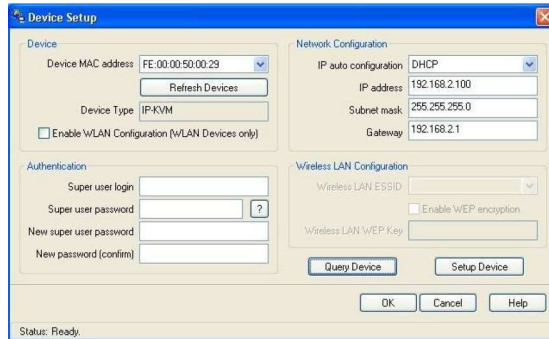 Device Setup
Device
Device MAC address FE:00:00:50:00:29
Refresh Devices
Device Type IP-KVM
Enable WLAN Configuration (WLAN Devices only)
Network Configuration
IP auto configuration DHCP
IP address 192.168.2.100
Subnet mask 255.255.255.0
Gateway 192.168.2.1
Authentication
Super user login
Super user password ?
New super user password
New password (confirm)
Wireless LAN Configuration
Wireless LAN ESSID
Enable WEP encryption
Wireless LAN WEP Key
Query Device Setup Device
OK Cancel Help
Status: Ready.